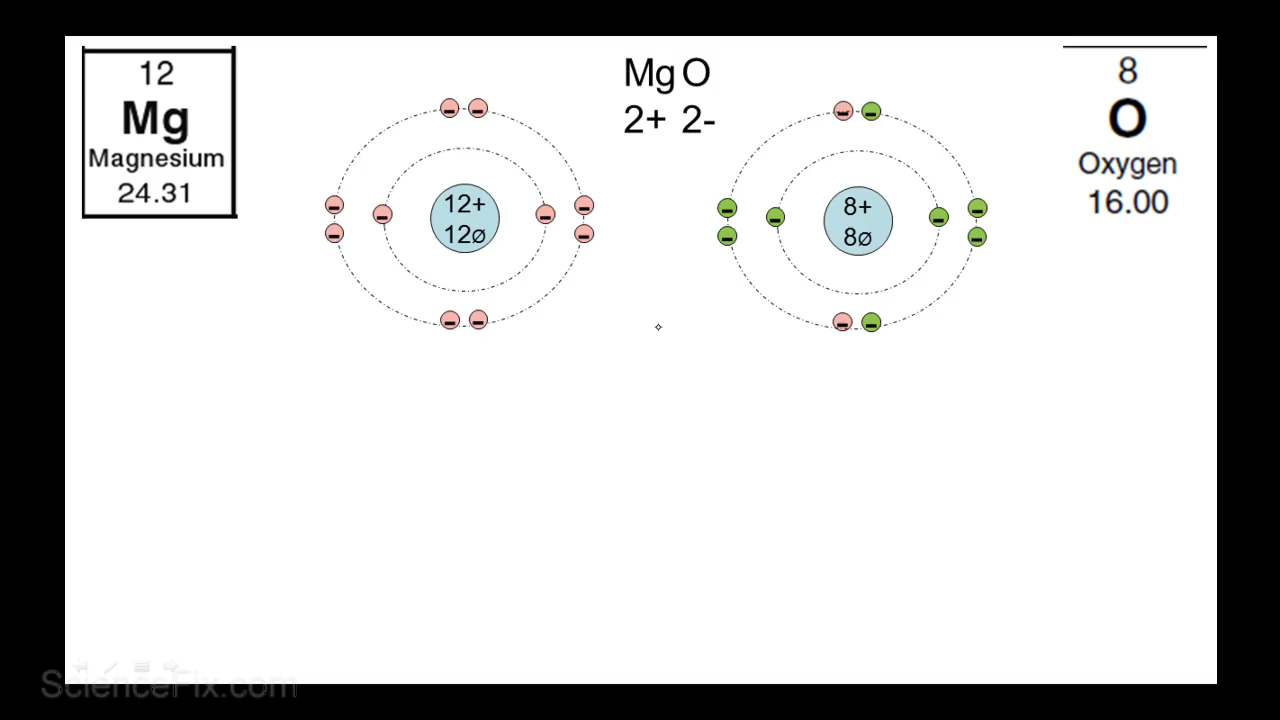 12
Mg
Magnesium
24.31
Mg O
2+ 2-
12+
12ø
8+
8ø
8
O
Oxygen
16.00
ScienceFix.com